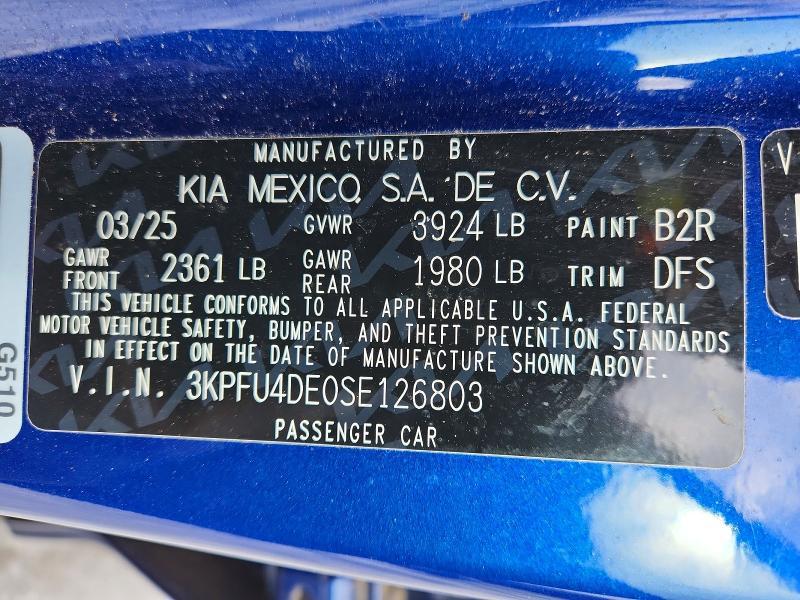 MANUFACTURED BY
KIA MEXICO, S.A. DE C.V.
03/25 GVWR 3924 LB PAINT B2R
GAWR FRONT 2361 LB GAWR REAR 1980 LB TRIM DFS
THIS VEHICLE CONFORMS TO ALL APPLICABLE U.S.A. FEDERAL
MOTOR VEHICLE SAFETY, BUMPER, AND THEFT PREVENTION STANDARDS
IN EFFECT ON THE DATE OF MANUFACTURE SHOWN ABOVE.
V.I.N. 3KPFU4DE0SE126803
PASSENGER CAR
G510
V